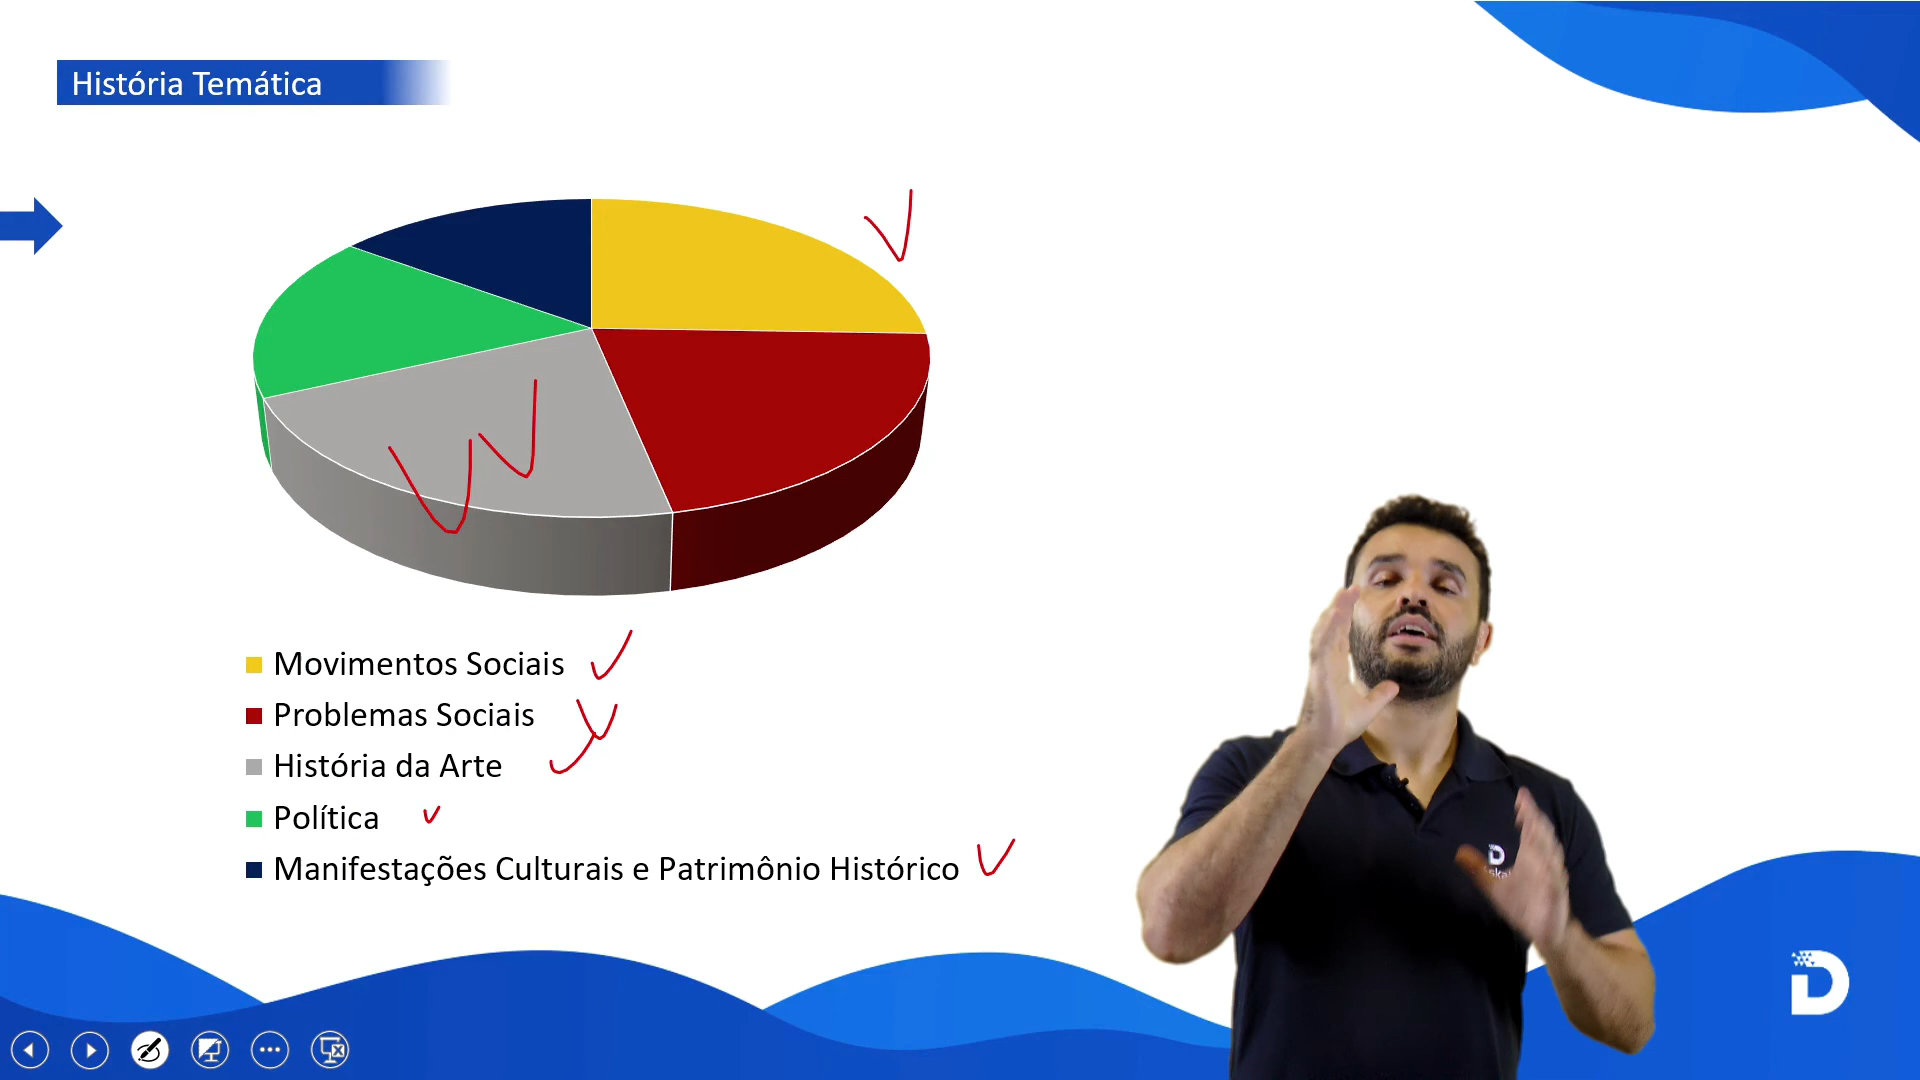 História Temática
Movimentos Sociais
Problemas Sociais
História da Arte
Política
Manifestações Culturais e Patrimônio Histórico
D